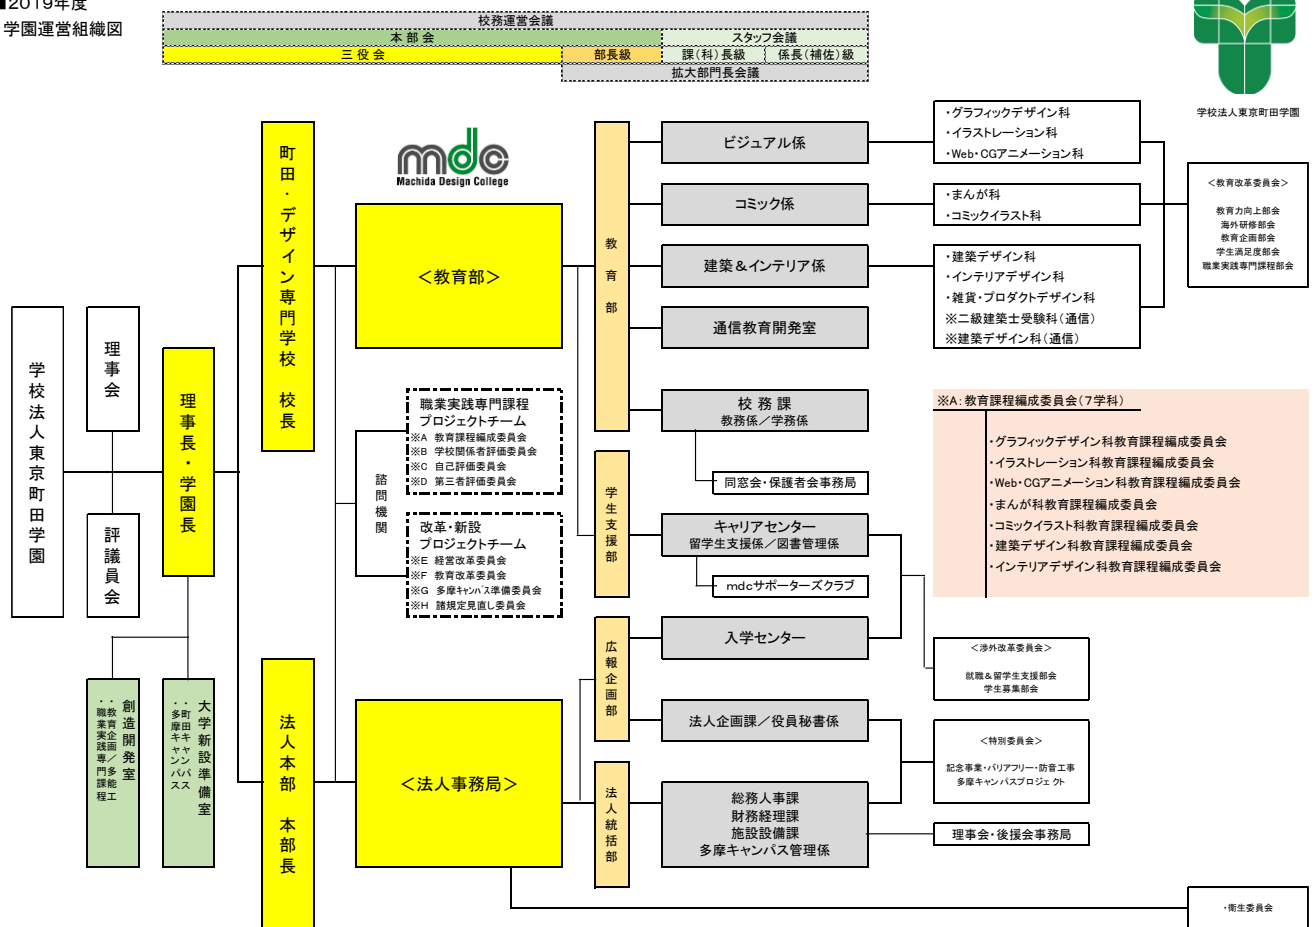 ■2019年度
学園運営組織図
校務運営会議
本部会
スタッフ会議
三役会
部長級
課(科)長級
係長(補佐)級
拡大部門長会議
学校法人東京町田学園
mdc
Machida Design College
学校法人東京町田学園
理事会
評議員会
理事長・学園長
創造開発室
・教育企画/多能工
・職業実践専門課程
大学新設準備室
・町田キャンパス
・多摩キャンパス
町田・デザイン専門学校 校長
法人本部 本部長
<教育部>
<法人事務局>
諮問機関
職業実践専門課程
プロジェクトチーム
※A 教育課程編成委員会
※B 学校関係者評価委員会
※C 自己評価委員会
※D 第三者評価委員会
改革・新設
プロジェクトチーム
※E 経営改革委員会
※F 教育改革委員会
※G 多摩キャンパス準備委員会
※H 諸規定見直し委員会
教育部
学生支援部
広報企画部
法人統括部
ビジュアル係
コミック係
建築&インテリア係
通信教育開発室
校務課
教務係/学務係
同窓会・保護者会事務局
キャリアセンター
留学生支援係/図書管理係
mdcサポーターズクラブ
入学センター
法人企画課/役員秘書係
総務人事課
財務経理課
施設設備課
多摩キャンパス管理係
・グラフィックデザイン科
・イラストレーション科
・Web・CGアニメーション科
・まんが科
・コミックイラスト科
・建築デザイン科
・インテリアデザイン科
・雑貨・プロダクトデザイン科
※二級建築士受験科(通信)
※建築デザイン科(通信)
<教育改革委員会>
教育力向上部会
海外研修部会
教育企画部会
学生満足度部会
職業実践専門課程部会
※A:教育課程編成委員会(7学科)
・グラフィックデザイン科教育課程編成委員会
・イラストレーション科教育課程編成委員会
・Web・CGアニメーション科教育課程編成委員会
・まんが科教育課程編成委員会
・コミックイラスト科教育課程編成委員会
・建築デザイン科教育課程編成委員会
・インテリアデザイン科教育課程編成委員会
<渉外改革委員会>
就職&留学生支援部会
学生募集部会
<特別委員会>
記念事業・バリアフリー・防音工事
多摩キャンパスプロジェクト
理事会・後援会事務局
・衛生委員会